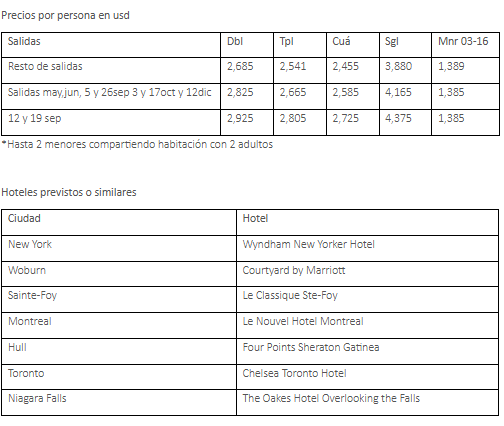 Precios por persona en usd
Salidas Dbl Tpl Cuá Sgl Mnr 03-16
Resto de salidas 2,685 2,541 2,455 3,880 1,389
Salidas may,jun, 5 y 26sep 3 y 17oct y 12dic 2,825 2,665 2,585 4,165 1,385
12 y 19 sep 2,925 2,805 2,725 4,375 1,385
*Hasta 2 menores compartiendo habitación con 2 adultos
Hoteles previstos o similares
Ciudad Hotel
New York Wyndham New Yorker Hotel
Woburn Courtyard by Marriott
Sainte-Foy Le Classique Ste-Foy
Montreal Le Nouvel Hotel Montreal
Hull Four Points Sheraton Gatinea
Toronto Chelsea Toronto Hotel
Niagara Falls The Oakes Hotel Overlooking the Falls